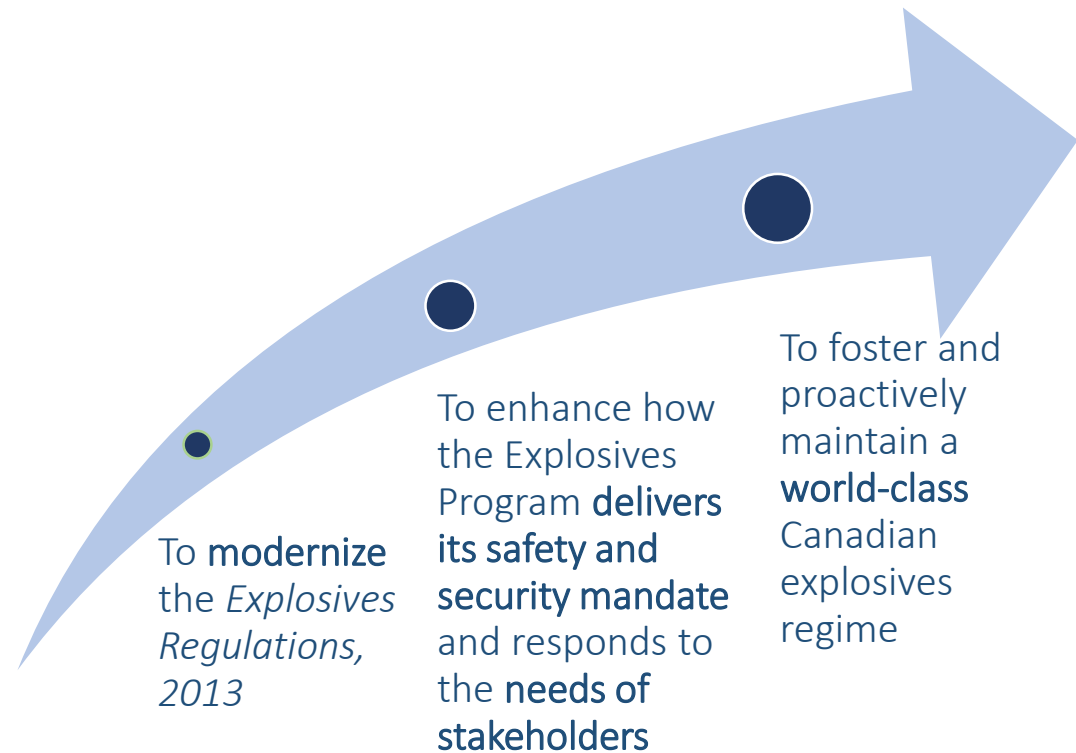 To modernize
the Explosives
Regulations,
2013
To enhance how
the Explosives
Program delivers
its safety and
security mandate
and responds to
the needs of
stakeholders
To foster and
proactively
maintain a
world-class
Canadian
explosives
regime